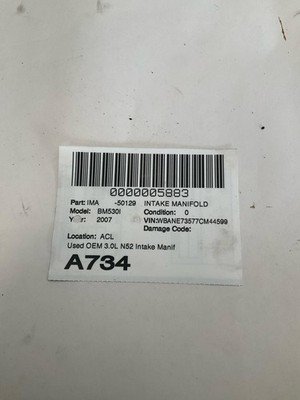 0000005883
Part: IMA -50129 INTAKE MANIFOLD
Model: BM530I Condition: 0
Year: 2007 VIN:WBANE73577CM44599
Damage Code:
Location: ACL
Used OEM 3.0L N52 Intake Manif
A734